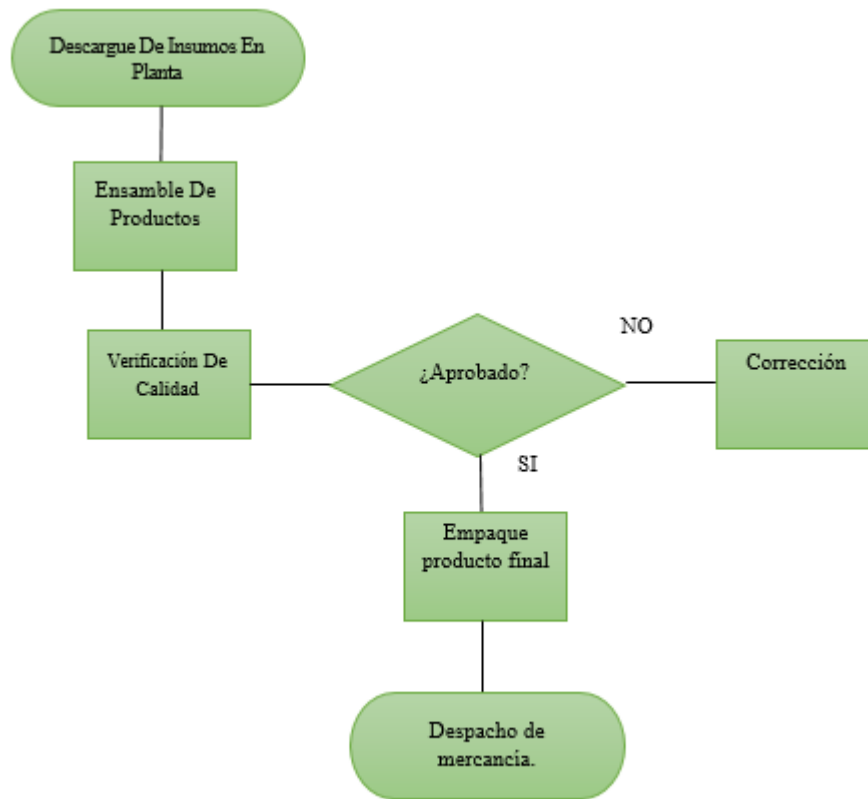 Descargue De Insumos En
Planta
Ensamble De
Productos
Verificación De
Calidad
¿Aprobado?
NO
Corrección
SI
Empaque
producto final
Despacho de
mercancía.